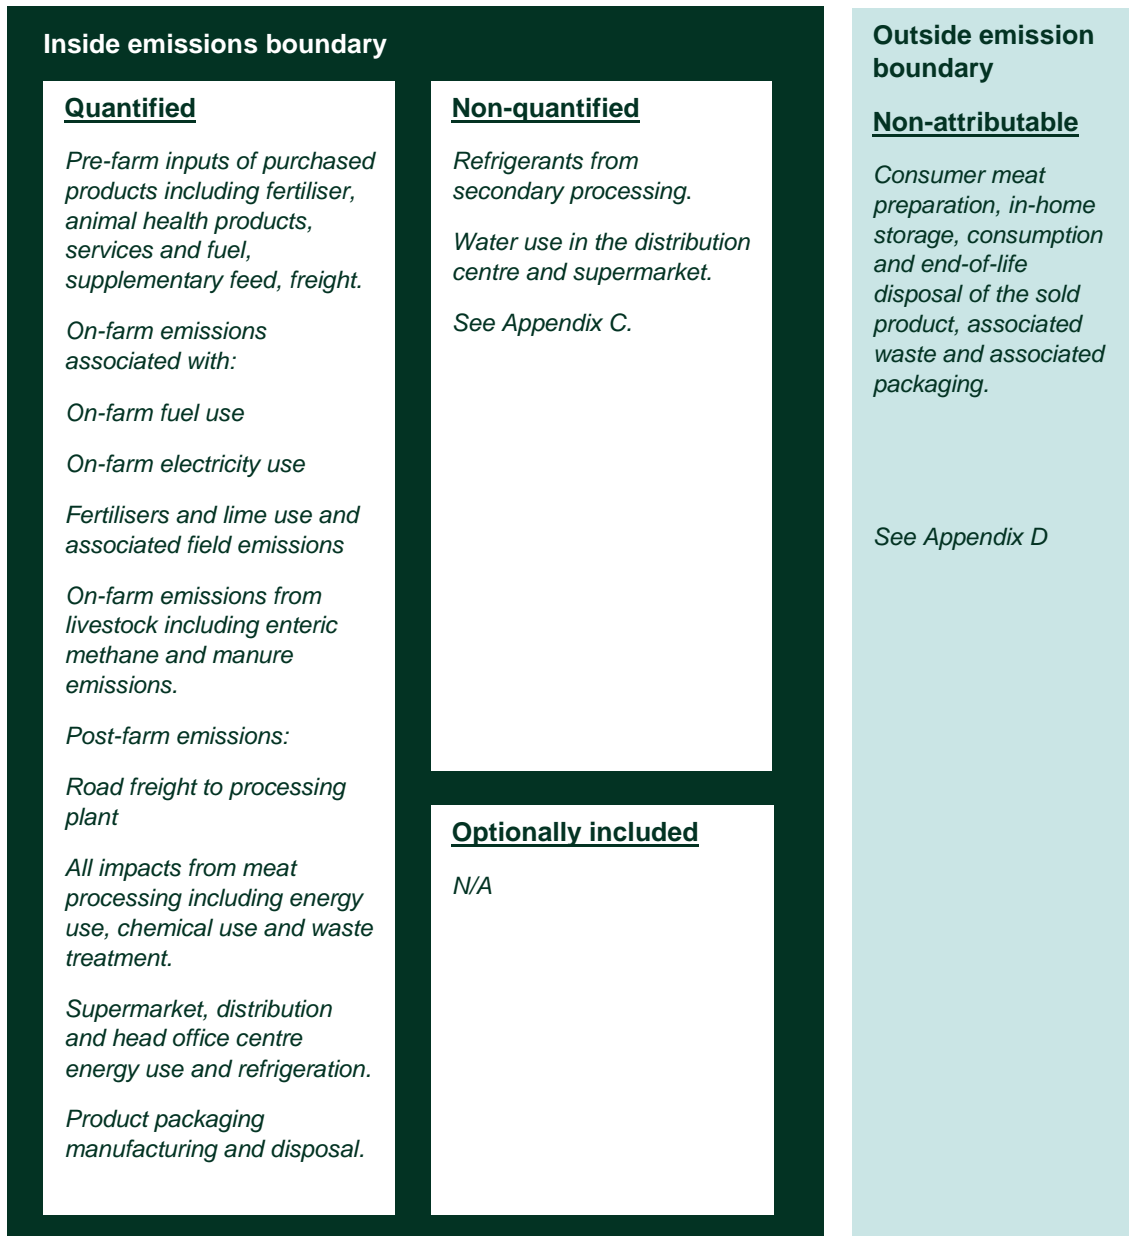 Inside emissions boundary
Quantified
Pre-farm inputs of purchased
products including fertiliser,
animal health products,
services and fuel,
supplementary feed, freight.
On-farm emissions
associated with:
On-farm fuel use
On-farm electricity use
Fertilisers and lime use and
associated field emissions
On-farm emissions from
livestock including enteric
methane and manure
emissions.
Post-farm emissions:
Road freight to processing
plant
All impacts from meat
processing including energy
use, chemical use and waste
treatment.
Supermarket, distribution
and head office centre
energy use and refrigeration.
Product packaging
manufacturing and disposal.
Non-quantified
Refrigerants from
secondary processing.
Water use in the distribution
centre and supermarket.
See Appendix C.
Optionally included
N/A
Outside emission
boundary
Non-attributable
Consumer meat
preparation, in-home
storage, consumption
and end-of-life
disposal of the sold
product, associated
waste and associated
packaging.
See Appendix D